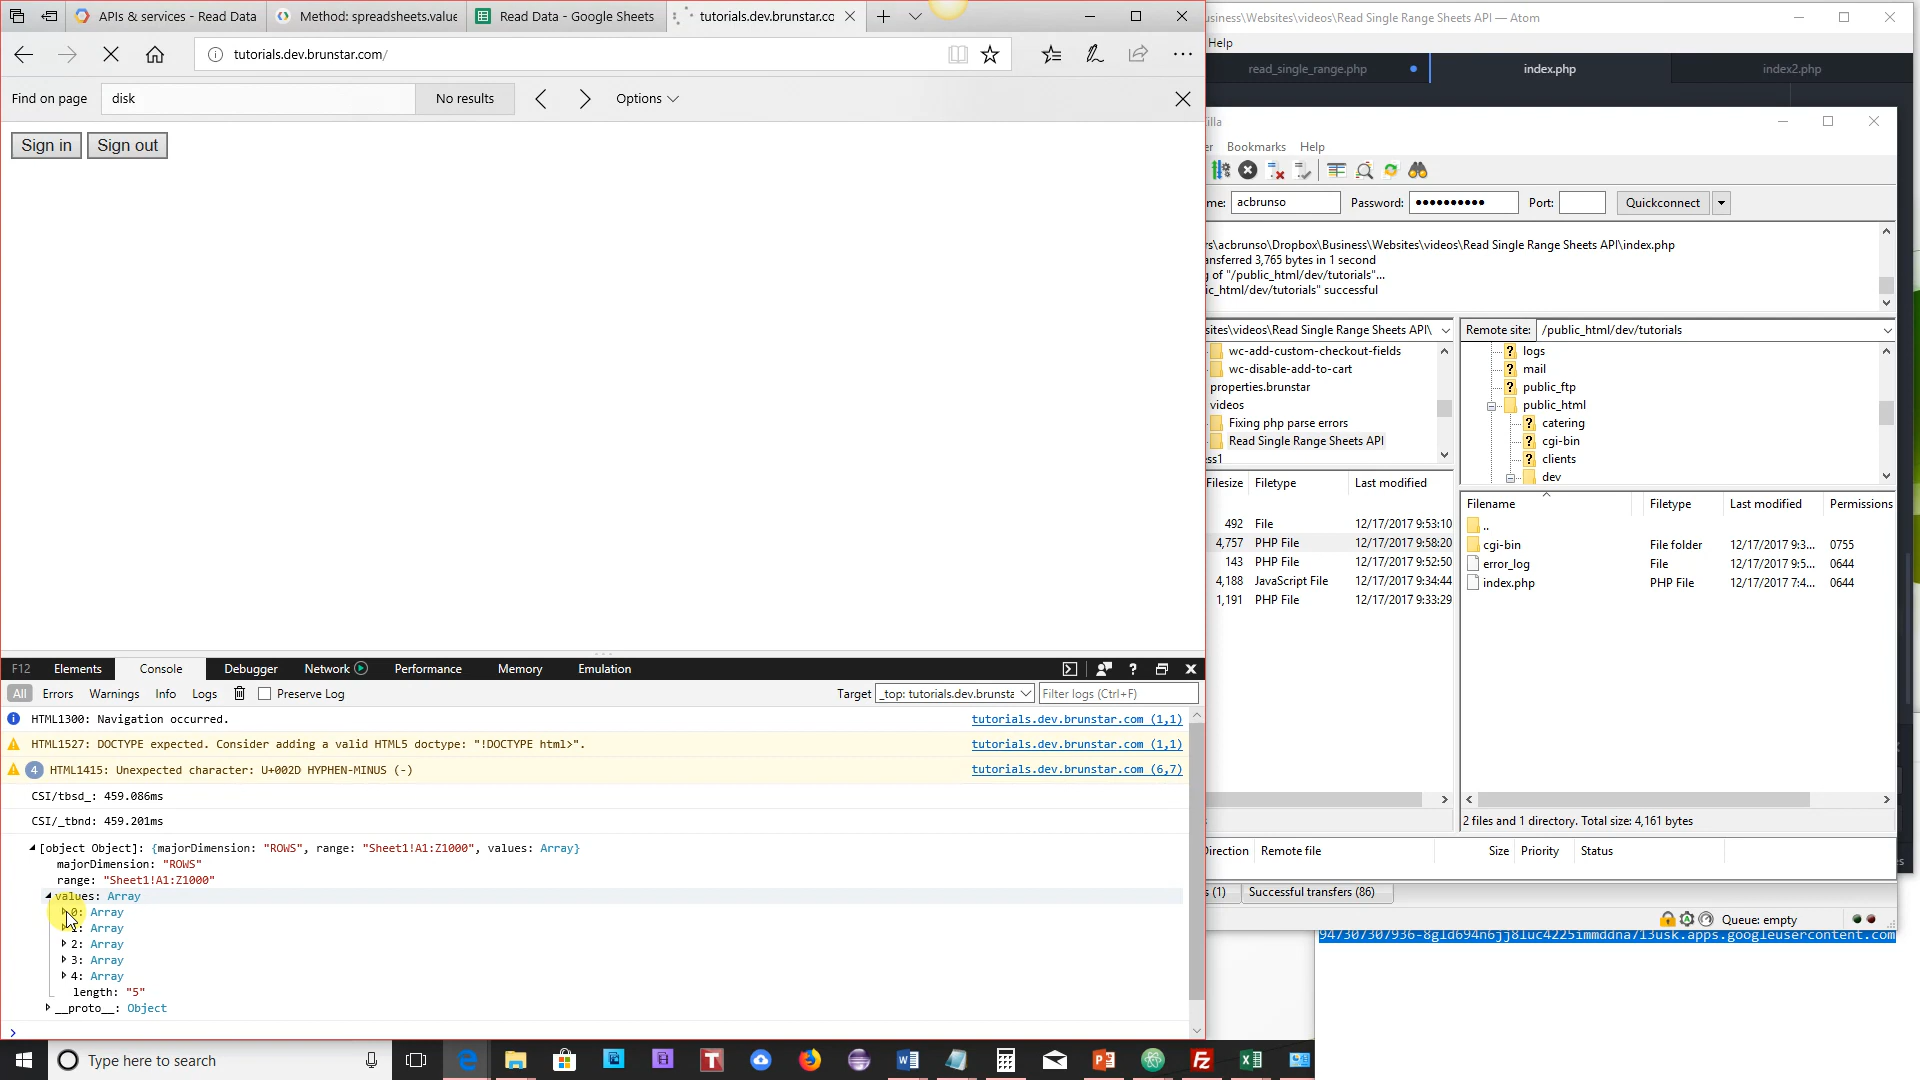 APIs & services - Read Data
Method: spreadsheets.value
Read Data - Google Sheets
tutorials.dev.brunstar.cc
tutorials.dev.brunstar.com/
Find on page
disk
No results
Options
Sign in
Sign out
F12
Elements
Console
Debugger
Network
Performance
Memory
Emulation
All
Errors
Warnings
Info
Logs
Preserve Log
Target
_top: tutorials.dev.brunsta
Filter logs (Ctrl+F)
HTML1300: Navigation occurred.
tutorials.dev.brunstar.com (1,1)
HTML1527: DOCTYPE expected. Consider adding a valid HTML5 doctype: "!DOCTYPE html>".
tutorials.dev.brunstar.com (1,1)
4 HTML1415: Unexpected character: U+002D HYPHEN-MINUS (-)
tutorials.dev.brunstar.com (6,7)
CSI/tbsd_: 459.086ms
CSI/_tbnd: 459.201ms
[object Object]: {majorDimension: "ROWS", range: "Sheet1!A1:Z1000", values: Array}
majorDimension: "ROWS"
range: "Sheet1!A1:Z1000"
values: Array
0: Array
1: Array
2: Array
3: Array
4: Array
length: "5"
__proto__: Object
>
Type here to search
usiness\Websites\videos\Read Single Range Sheets API — Atom
Help
read_single_range.php
index.php
index2.php
illa
er Bookmarks Help
me: acbrunso Password: ●●●●●●●●●● Port: Quickconnect
rs\acbrunso\Dropbox\Business\Websites\videos\Read Single Range Sheets API\index.php
ansferred 3,765 bytes in 1 second
g of "/public_html/dev/tutorials"...
ic_html/dev/tutorials" successful
sites\videos\Read Single Range Sheets API\
wc-add-custom-checkout-fields
wc-disable-add-to-cart
properties.brunstar
videos
Fixing php parse errors
Read Single Range Sheets API
ess1
Filesize Filetype Last modified
492 File 12/17/2017 9:53:10
4,757 PHP File 12/17/2017 9:58:20
143 PHP File 12/17/2017 9:52:50
4,188 JavaScript File 12/17/2017 9:34:44
1,191 PHP File 12/17/2017 9:33:29
Remote site: /public_html/dev/tutorials
logs
mail
public_ftp
public_html
catering
cgi-bin
clients
dev
Filename Filetype Last modified Permissions
..
cgi-bin File folder 12/17/2017 9:3... 0755
error_log File 12/17/2017 9:5... 0644
index.php PHP File 12/17/2017 7:4... 0644
2 files and 1 directory. Total size: 4,161 bytes
Direction Remote file Size Priority Status
s (1) Successful transfers (86)
Queue: empty